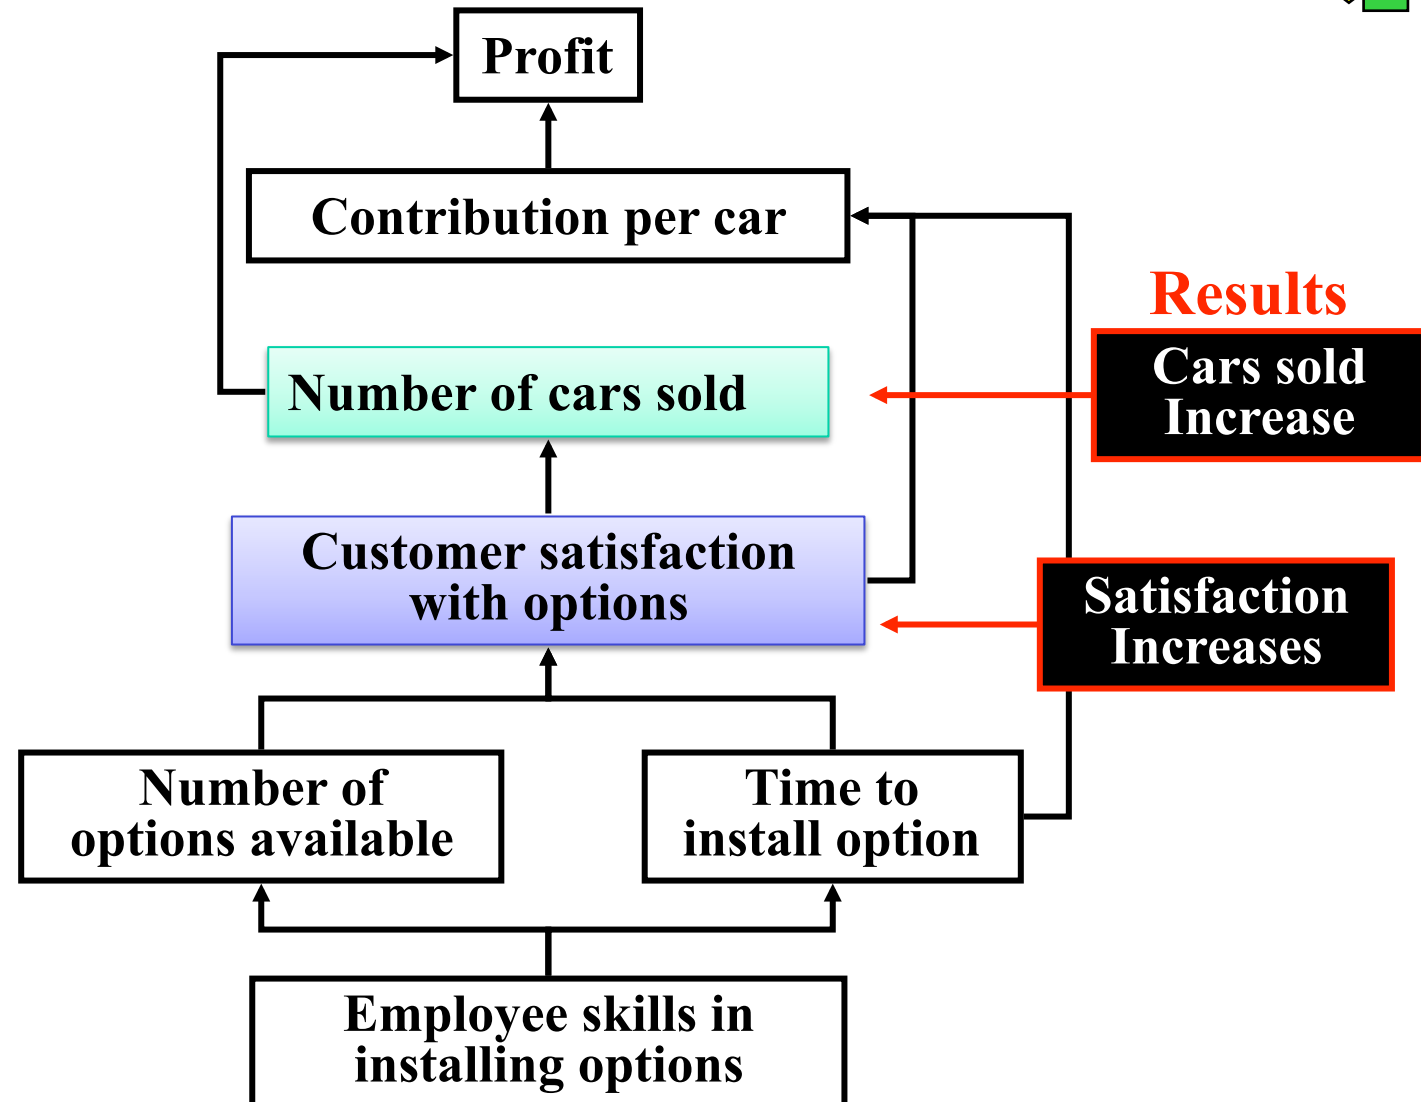 Profit
Contribution per car
Results
Cars sold
Increase
Number of cars sold
Customer satisfaction
with options
Satisfaction
Increases
Number of
options available
Time to
install option
Employee skills in
installing options